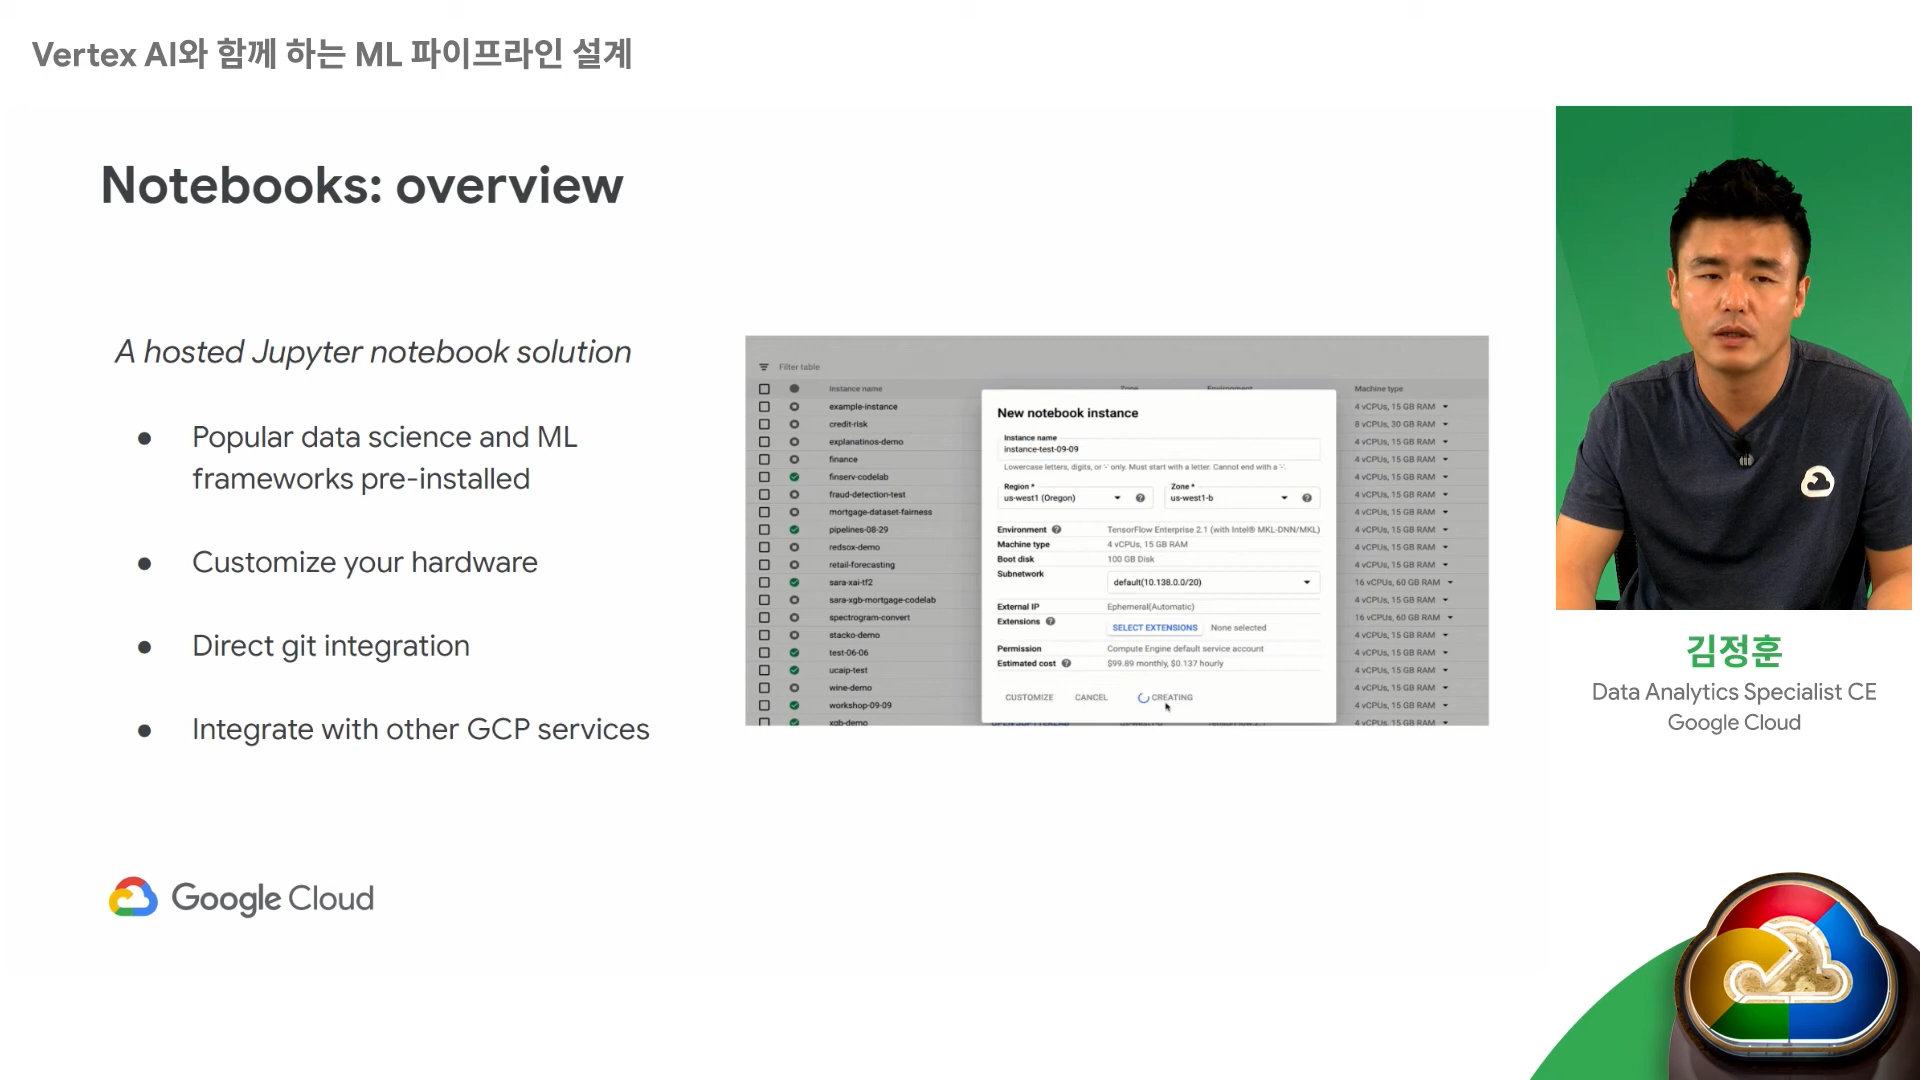 Vertex AI와 함께 하는 ML 파이프라인 설계
Notebooks: overview
A hosted Jupyter notebook solution
● Popular data science and ML
frameworks pre-installed
● Customize your hardware
● Direct git integration
● Integrate with other GCP services
Google Cloud
Filter table
Instance name
Zone
Environment
Machine type
example-instance
4 vCPUs, 15 GB RAM
credit-risk
8 vCPUs, 30 GB RAM
explanatinos-demo
4 vCPUs, 15 GB RAM
finance
4 vCPUs, 15 GB RAM
finserv-codelab
4 vCPUs, 15 GB RAM
fraud-detection-test
4 vCPUs, 15 GB RAM
mortgage-dataset-fairness
4 vCPUs, 15 GB RAM
pipelines-08-29
4 vCPUs, 15 GB RAM
redsox-demo
4 vCPUs, 15 GB RAM
retail-forecasting
4 vCPUs, 15 GB RAM
sara-xai-tf2
16 vCPUs, 60 GB RAM
sara-xgb-mortgage-codelab
4 vCPUs, 15 GB RAM
spectrogram-convert
16 vCPUs, 60 GB RAM
stacko-demo
4 vCPUs, 15 GB RAM
test-06-06
4 vCPUs, 15 GB RAM
ucaip-test
4 vCPUs, 15 GB RAM
wine-demo
4 vCPUs, 15 GB RAM
workshop-09-09
4 vCPUs, 15 GB RAM
xgb-demo
4 vCPUs, 15 GB RAM
New notebook instance
Instance name
instance-test-09-09
Lowercase letters, digits, or '-' only. Must start with a letter. Cannot end with a '-'.
Region *
us-west1 (Oregon)
Zone *
us-west1-b
Environment TensorFlow Enterprise 2.1 (with Intel® MKL-DNN/MKL)
Machine type 4 vCPUs, 15 GB RAM
Boot disk 100 GB Disk
Subnetwork default(10.138.0.0/20)
External IP Ephemeral(Automatic)
Extensions SELECT EXTENSIONS None selected
Permission Compute Engine default service account
Estimated cost $99.89 monthly, $0.137 hourly
CUSTOMIZE CANCEL CREATING
김정훈
Data Analytics Specialist CE
Google Cloud